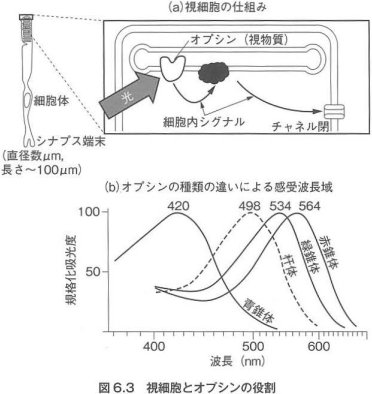 (a)視細胞の仕組み
オプシン（視物質）
光
細胞体
細胞内シグナル
チャネル閉
シナプス端末
(直径数μm,
長さ～100μm)
(b)オプシンの種類の違いによる感受波長域
420
498
534
564
100
50
規格化吸光度
青錐体
杆体
緑錐体
赤錐体
400
500
600
波長（nm）
図6.3 視細胞とオプシンの役割